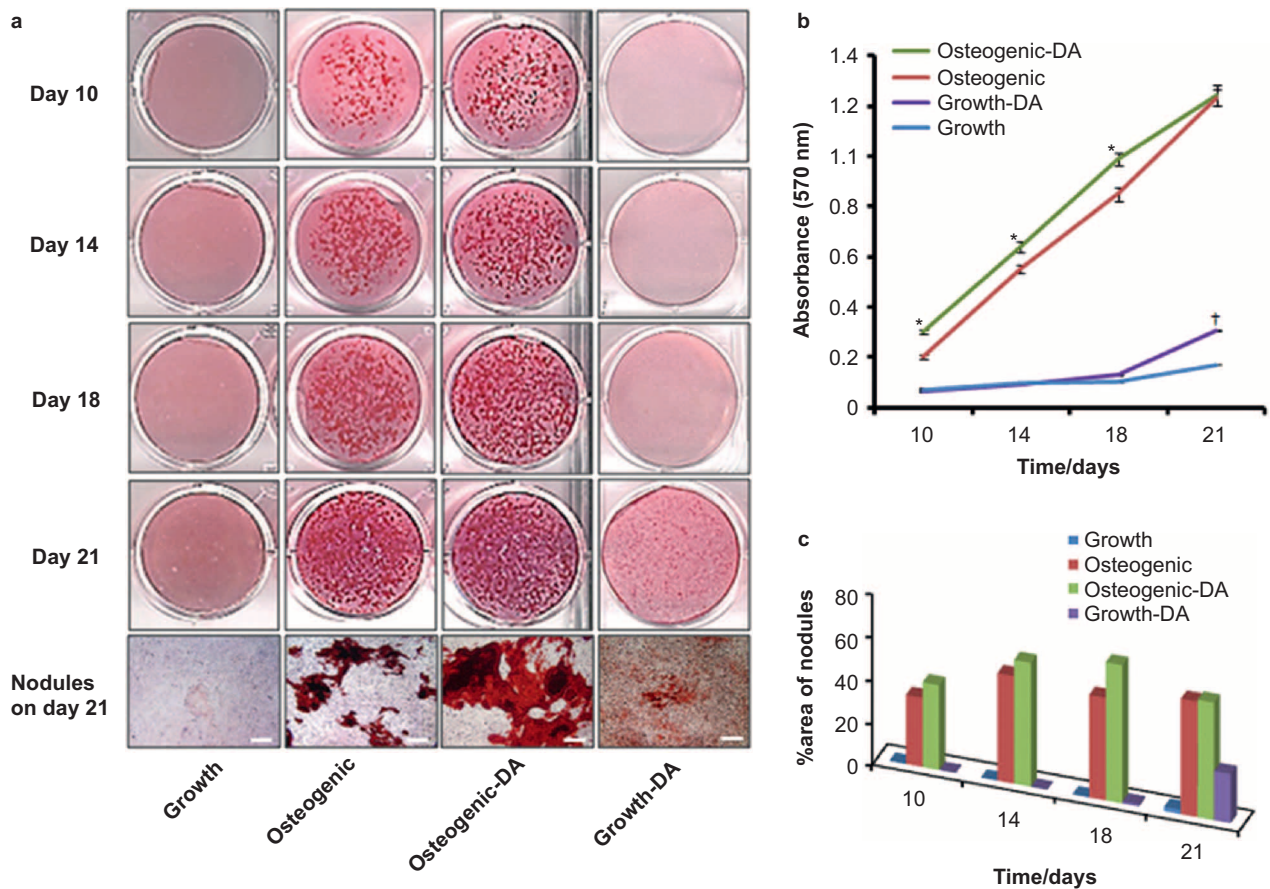 a
Day 10
Day 14
Day 18
Day 21
Nodules
on day 21
Growth
Osteogenic
Osteogenic-DA
Growth-DA
b
Osteogenic-DA
Osteogenic
Growth-DA
Growth
Absorbance (570 nm)
1.4
1.2
1.1
0.8
0.6
0.4
0.2
0
*
*
*
†
10
14
18
21
Time/days
c
Growth
Osteogenic
Osteogenic-DA
Growth-DA
%area of nodules
80
60
40
20
0
10
14
18
21
Time/days